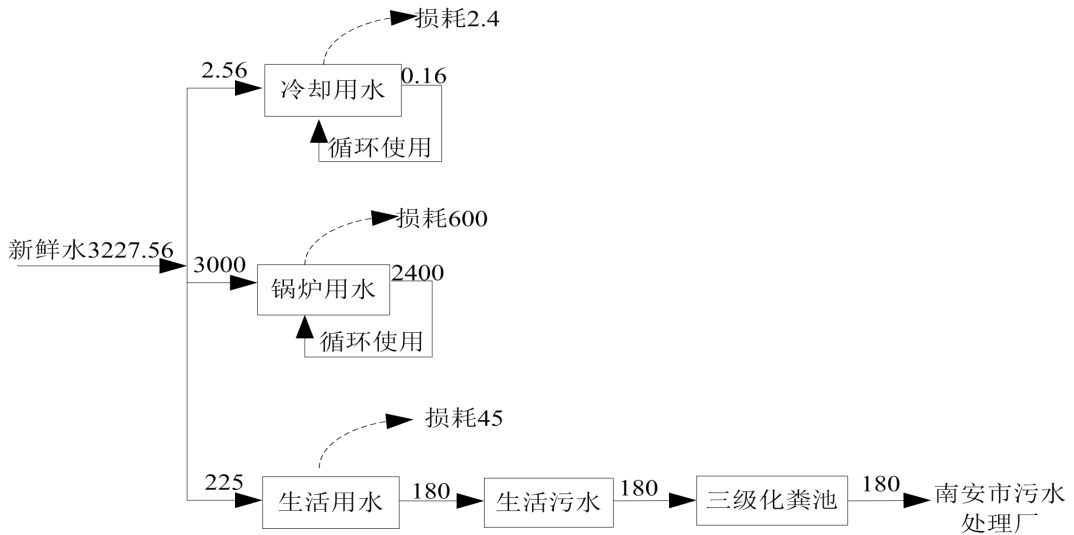 损耗2.4
2.56
冷却用水
0.16
循环使用
损耗600
新鲜水3227.56
3000
锅炉用水
2400
循环使用
损耗45
225
生活用水
180
生活污水
180
三级化粪池
180
南安市污水
处理厂